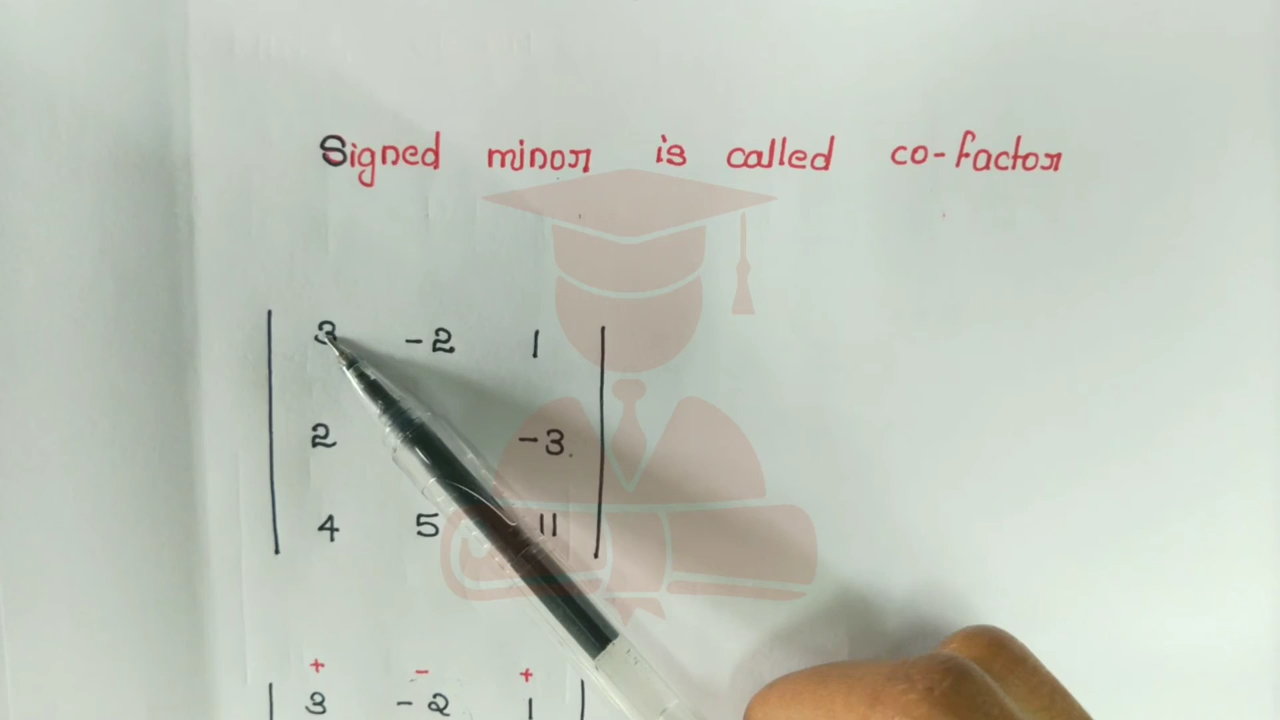 Signed minor is called co-factor
3 -2 1
2 -3
4 5 11
+ - +
3 -2 1